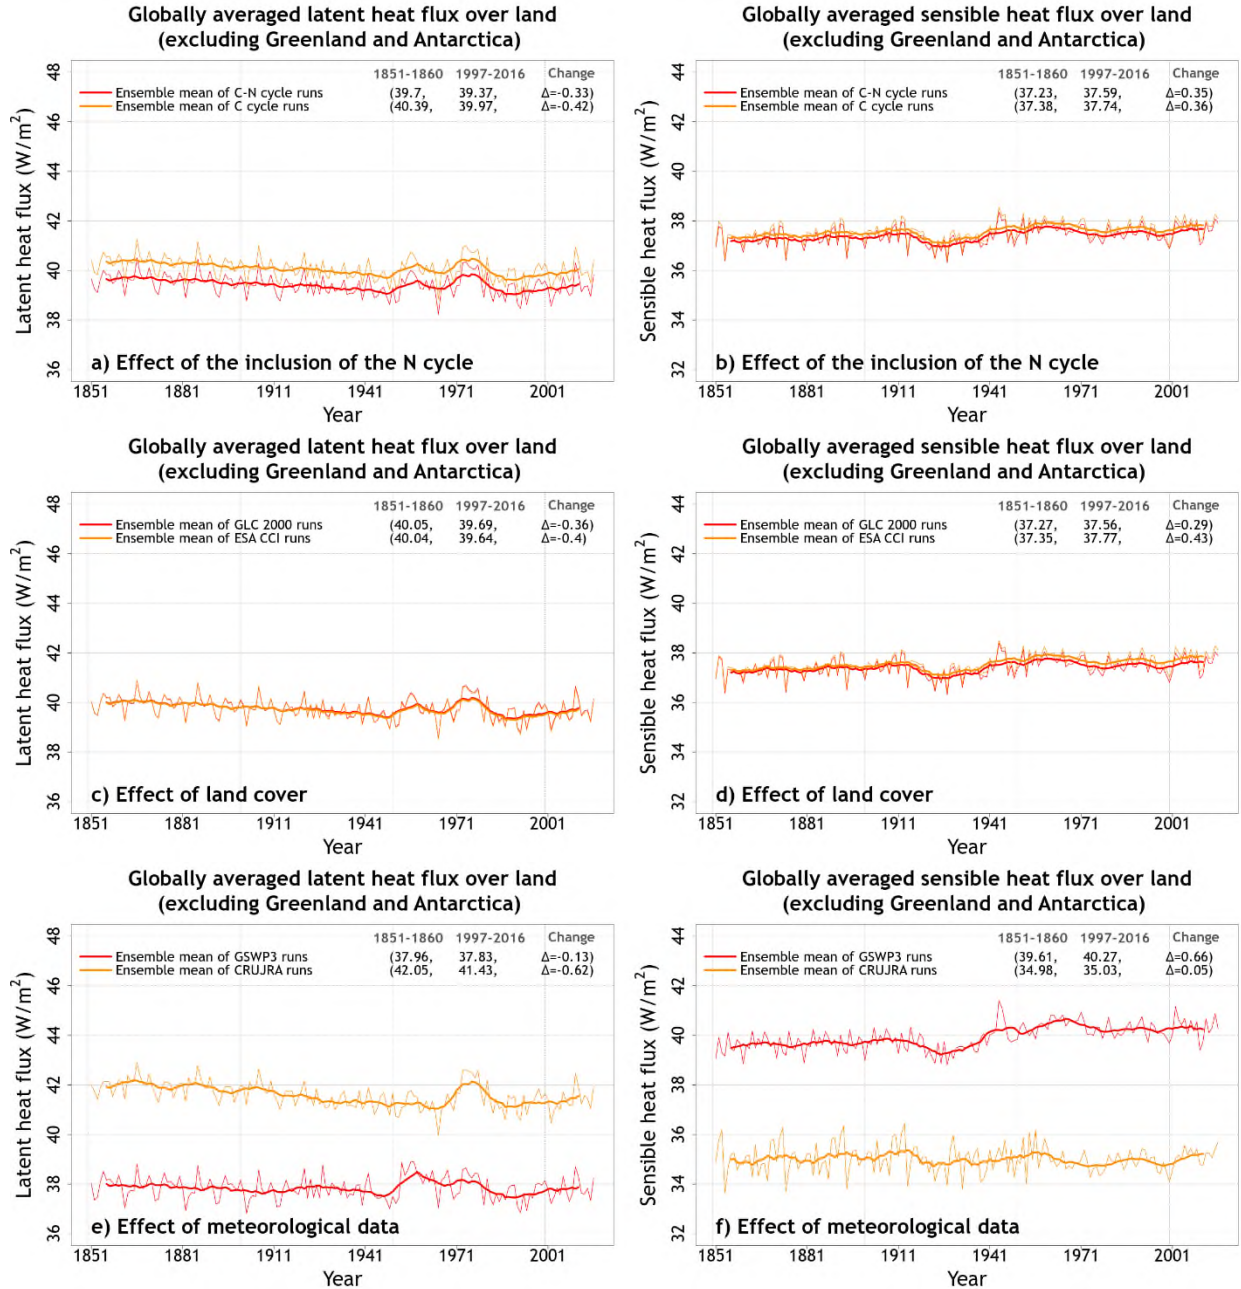 Globally averaged latent heat flux over land
(excluding Greenland and Antarctica)
1851-1860 1997-2016 Change
Ensemble mean of C-N cycle runs (39.7, 39.37, Δ=-0.33)
Ensemble mean of C cycle runs (40.39, 39.97, Δ=-0.42)
Latent heat flux (W/m²)
48
46
44
42
40
38
36
a) Effect of the inclusion of the N cycle
1851 1881 1911 1941 1971 2001
Year
Globally averaged sensible heat flux over land
(excluding Greenland and Antarctica)
1851-1860 1997-2016 Change
Ensemble mean of C-N cycle runs (37.23, 37.59, Δ=0.35)
Ensemble mean of C cycle runs (37.38, 37.74, Δ=0.36)
Sensible heat flux (W/m²)
44
42
40
38
36
34
32
b) Effect of the inclusion of the N cycle
1851 1881 1911 1941 1971 2001
Year
Globally averaged latent heat flux over land
(excluding Greenland and Antarctica)
1851-1860 1997-2016 Change
Ensemble mean of GLC 2000 runs (40.05, 39.69, Δ=-0.36)
Ensemble mean of ESA CCI runs (40.04, 39.64, Δ=-0.4)
Latent heat flux (W/m²)
48
46
44
42
40
38
36
c) Effect of land cover
1851 1881 1911 1941 1971 2001
Year
Globally averaged sensible heat flux over land
(excluding Greenland and Antarctica)
1851-1860 1997-2016 Change
Ensemble mean of GLC 2000 runs (37.27, 37.56, Δ=0.29)
Ensemble mean of ESA CCI runs (37.35, 37.77, Δ=0.43)
Sensible heat flux (W/m²)
44
42
40
38
36
34
32
d) Effect of land cover
1851 1881 1911 1941 1971 2001
Year
Globally averaged latent heat flux over land
(excluding Greenland and Antarctica)
1851-1860 1997-2016 Change
Ensemble mean of GSWP3 runs (37.96, 37.83, Δ=-0.13)
Ensemble mean of CRUJRA runs (42.05, 41.43, Δ=-0.62)
Latent heat flux (W/m²)
48
46
44
42
40
38
36
e) Effect of meteorological data
1851 1881 1911 1941 1971 2001
Year
Globally averaged sensible heat flux over land
(excluding Greenland and Antarctica)
1851-1860 1997-2016 Change
Ensemble mean of GSWP3 runs (39.61, 40.27, Δ=0.66)
Ensemble mean of CRUJRA runs (34.98, 35.03, Δ=0.05)
Sensible heat flux (W/m²)
44
42
40
38
35
34
32
f) Effect of meteorological data
1851 1881 1911 1941 1971 2001
Year